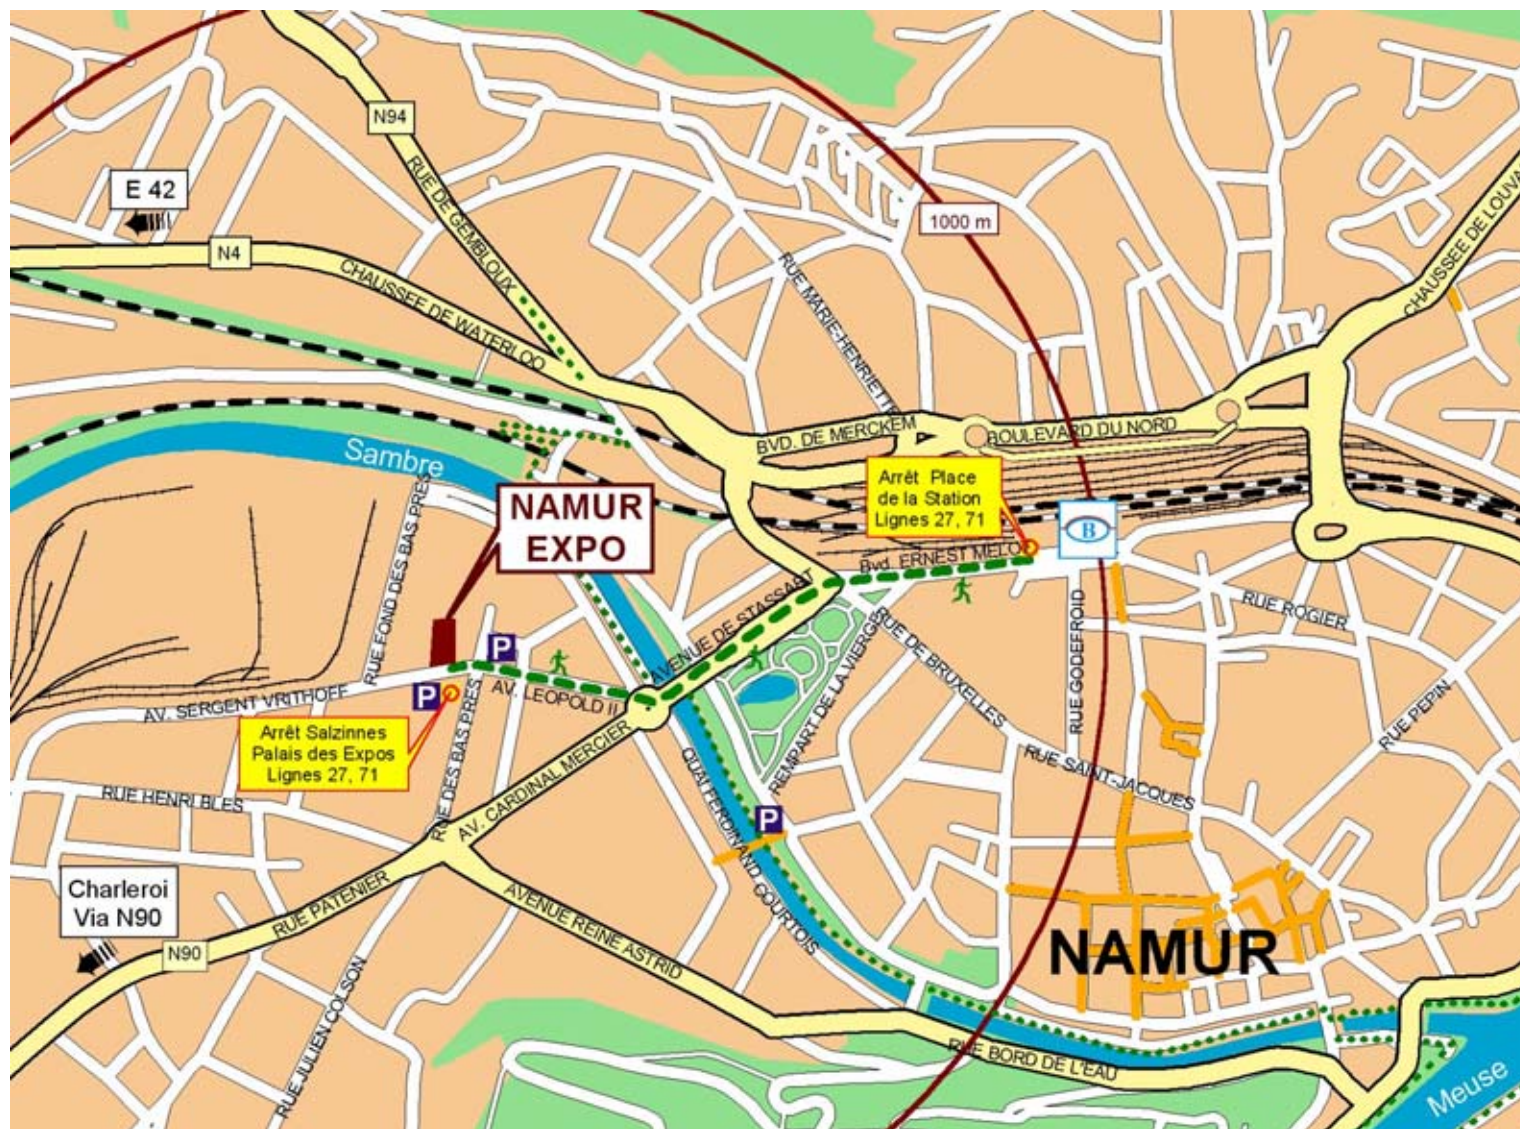 N94
E 42
N4
RUE DE GEMBLOUX
CHAUSSEE DE WATERLOO
1000 m
RUE MARIE-HENRIETTE
CHAUSSEE DE LOUVA
BVD. DE MERCKEM
BOULEVARD DU NORD
Sambre
Arrêt Place
de la Station
Lignes 27, 71
NAMUR
EXPO
B
Bvd. ERNEST MELOT
RUE FOND DES BAS PRES
AVENUE DE STASSART
RUE ROGIER
RUE GODEFROID
RUE DE BRUXELLES
REMPART DE LA VIERGE
P
P
AV. LEOPOLD II
AV. SERGENT VRITHOFF
Arrêt Salzinnes
Palais des Expos
Lignes 27, 71
RUE DES BAS PRES
AV. CARDINAL MERCIER
RUE PEPIN
RUE SAINT-JACQUES
RUE HENRI BLES
QUAI FERDINAND COURTOIS
P
Charleroi
Via N90
N90
RUE PATENIER
AVENUE REINE ASTRID
NAMUR
RUE JULIEN COLSON
RUE BORD DE L'EAU
Meuse